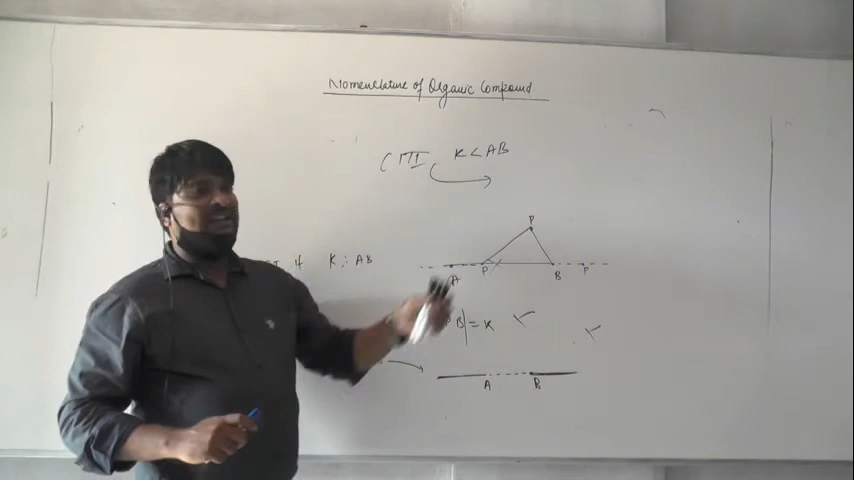 Nomenclature of Organic Compound
K < AB
K = AB
P
A P B P
B| = K
A B